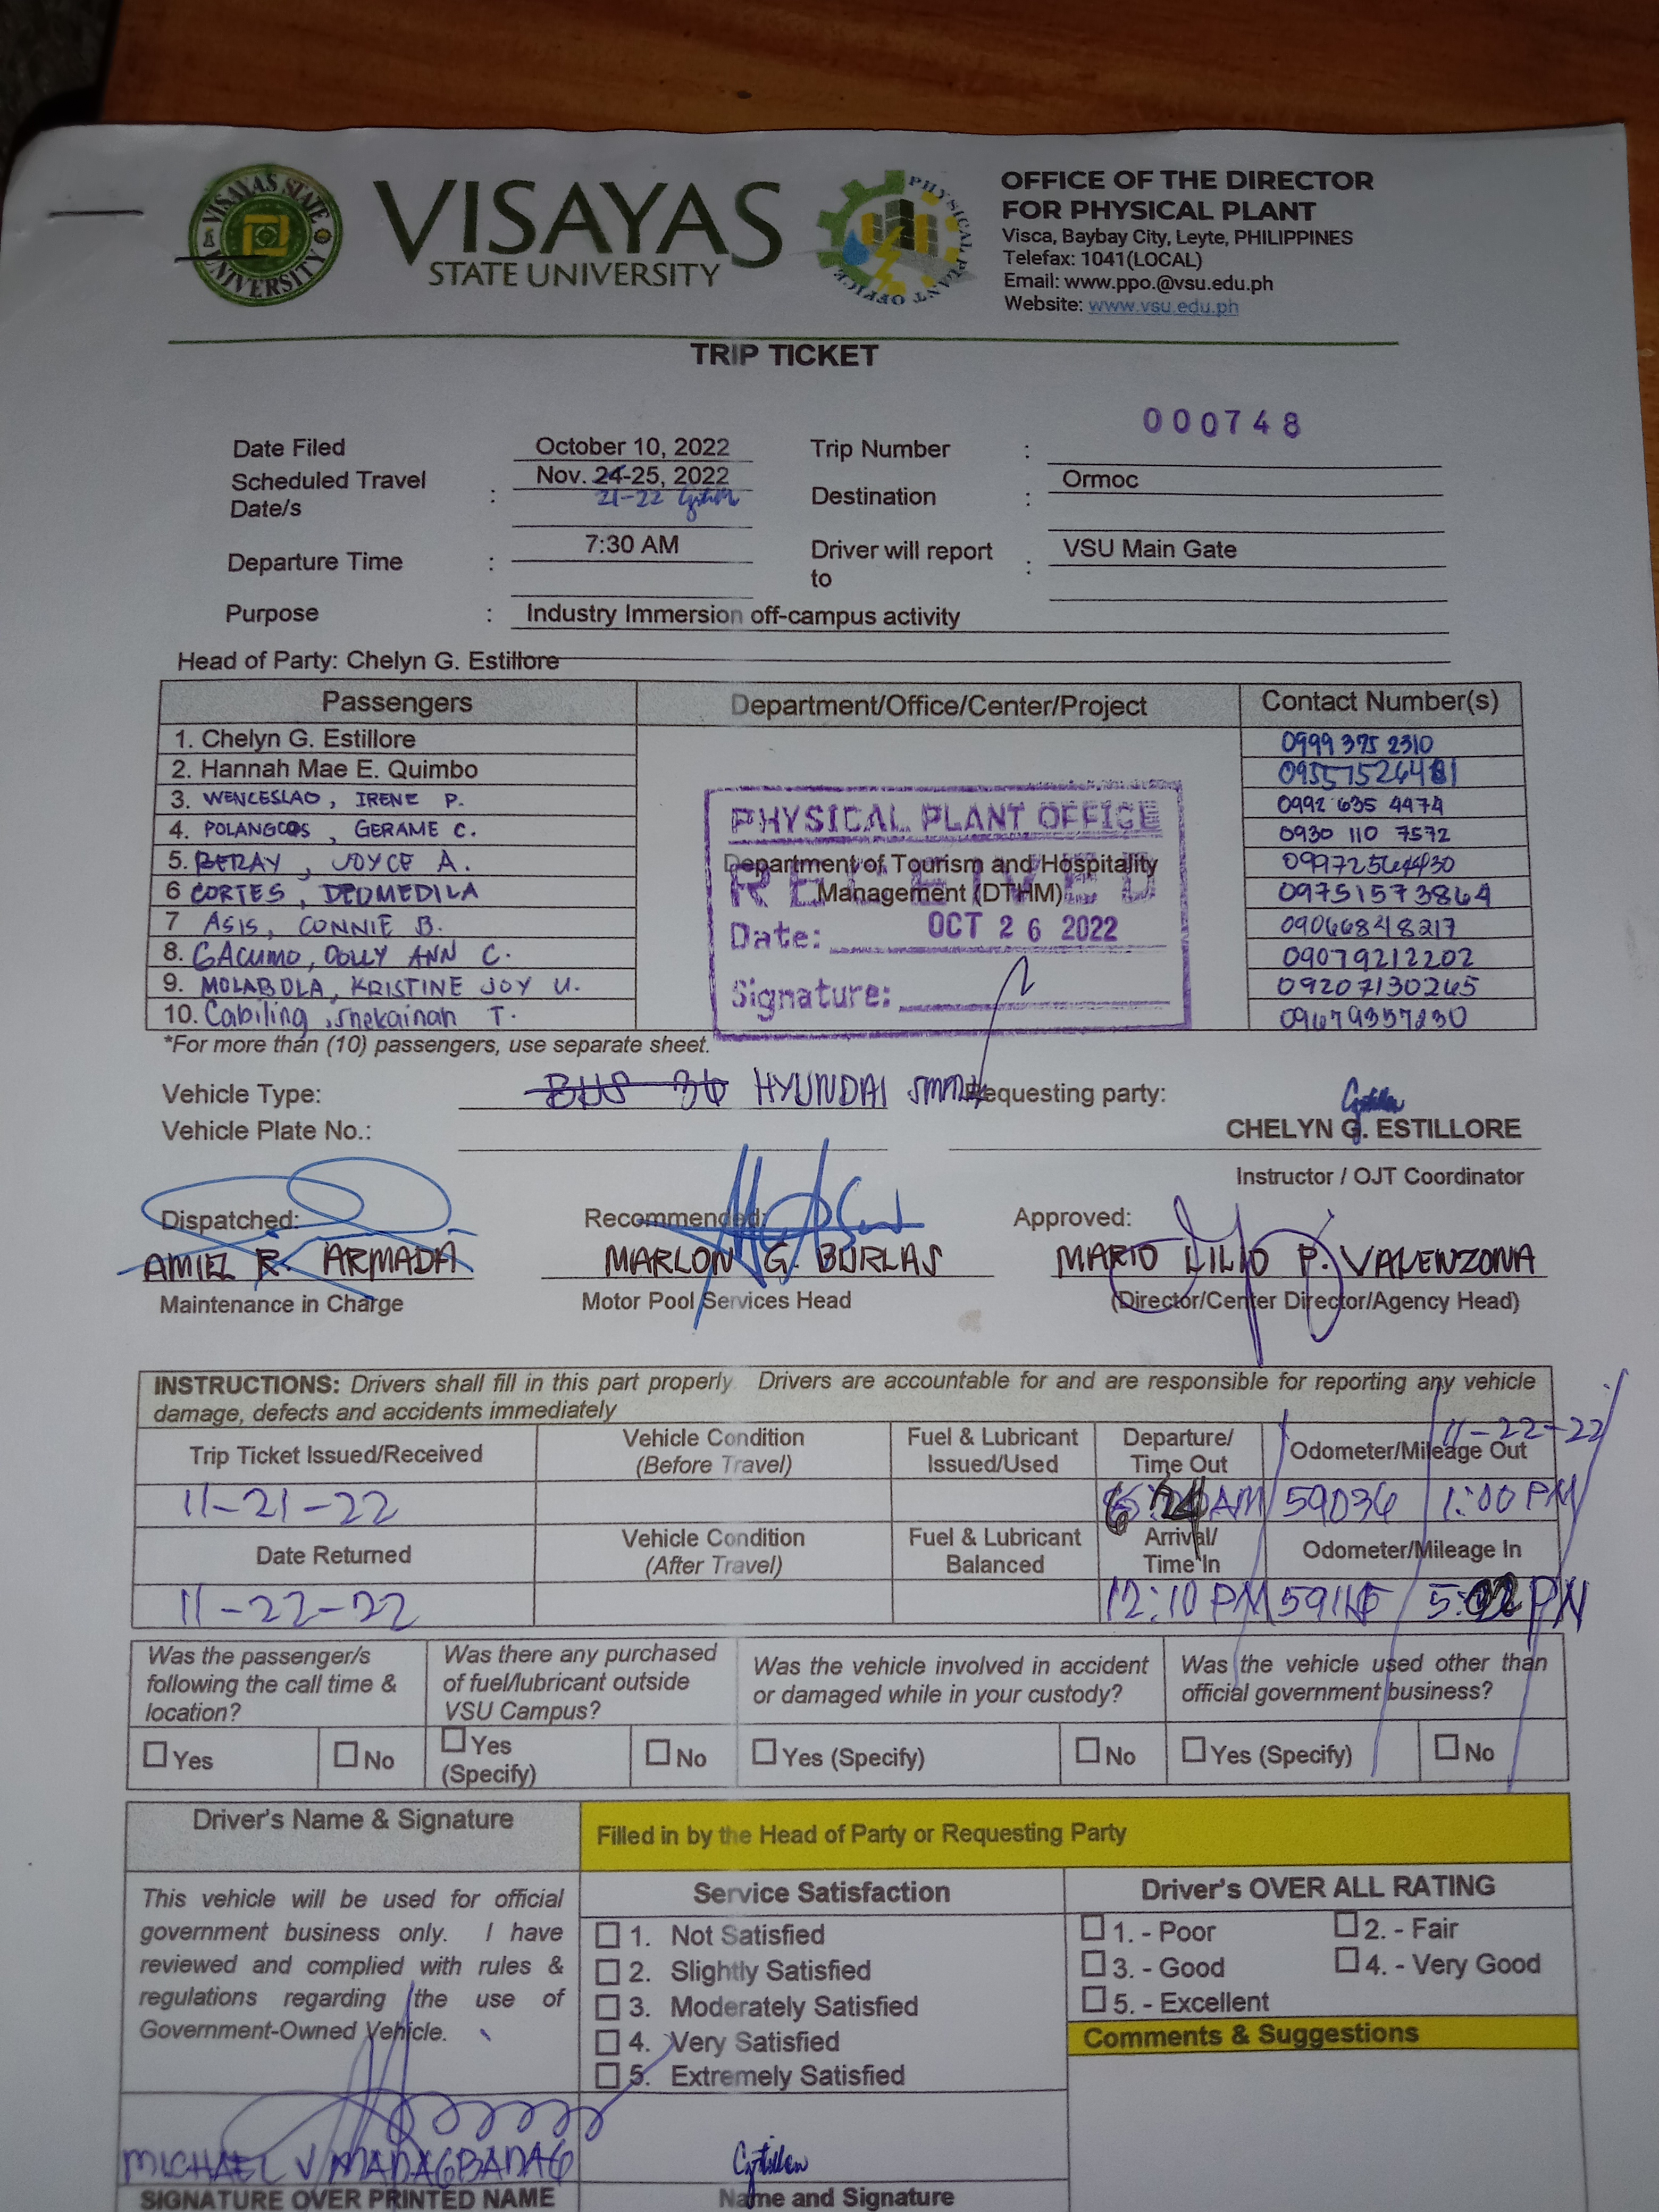 VISAYAS STATE UNIVERSITY
VISAYAS
STATE UNIVERSITY
PHYSICAL PLANT OFFICE
OFFICE OF THE DIRECTOR
FOR PHYSICAL PLANT
Visca, Baybay City, Leyte, PHILIPPINES
Telefax: 1041(LOCAL)
Email: www.ppo.@vsu.edu.ph
Website: www.vsu.edu.ph
TRIP TICKET
000748
Date Filed October 10, 2022 Trip Number :
Scheduled Travel Date/s : Nov. 24-25, 2022 Destination : Ormoc
21-22
Departure Time : 7:30 AM Driver will report to : VSU Main Gate
Purpose : Industry Immersion off-campus activity
Head of Party: Chelyn G. Estillore
Passengers Department/Office/Center/Project Contact Number(s)
1. Chelyn G. Estillore 0999 375 2310
2. Hannah Mae E. Quimbo
3. WENCESLAO, IRENE P. 0992 635 4474
4. POLANGCOS, GERAME C. 0930 110 7572
5. BERAY, JOYCE A.
6 CORTES, DEOMEDILA 09751573864
7 ASIS, CONNIE B. 09066848217
8. GACUMO, DOLLY ANN C. 09079212202
9. MOLABOLA, KRISTINE JOY U. 09207130265
10. Cabiling, Shekainah T. 09679357230
PHYSICAL PLANT OFFICE
Department of Tourism and Hospitality
Management (DTHM)
RECEIVED
Date: OCT 26 2022
Signature:
*For more than (10) passengers, use separate sheet.
Vehicle Type: BUS 36 HYUNDAI Requesting party:
Vehicle Plate No.: CHELYN G. ESTILLORE
Instructor / OJT Coordinator
Dispatched: Recommended: Approved:
AMIEL R. ARMADA MARLON G. BURLAS MARIO LILIO P. VALENZONA
Maintenance in Charge Motor Pool Services Head (Director/Center Director/Agency Head)
INSTRUCTIONS: Drivers shall fill in this part properly Drivers are accountable for and are responsible for reporting any vehicle
damage, defects and accidents immediately
Trip Ticket Issued/Received Vehicle Condition (Before Travel) Fuel & Lubricant Issued/Used Departure/ Time Out Odometer/Mileage Out 11-22-22
11-21-22 AM 59036 1:00 PM
Date Returned Vehicle Condition (After Travel) Fuel & Lubricant Balanced Arrival/ Time In Odometer/Mileage In
11-22-22 12:10 PM PM
Was the passenger/s following the call time & location? Was there any purchased of fuel/lubricant outside VSU Campus? Was the vehicle involved in accident or damaged while in your custody? Was the vehicle used other than official government business?
Yes No Yes (Specify) No Yes (Specify) No Yes (Specify) No
Driver's Name & Signature
Filled in by the Head of Party or Requesting Party
This vehicle will be used for official
government business only. I have
reviewed and complied with rules &
regulations regarding the use of
Government-Owned Vehicle.
Service Satisfaction
1. Not Satisfied
2. Slightly Satisfied
3. Moderately Satisfied
4. Very Satisfied
5. Extremely Satisfied
Driver's OVER ALL RATING
1. - Poor 2. - Fair
3. - Good 4. - Very Good
5. - Excellent
Comments & Suggestions
MICHAEL V MADAGBADAG
SIGNATURE OVER PRINTED NAME Name and Signature